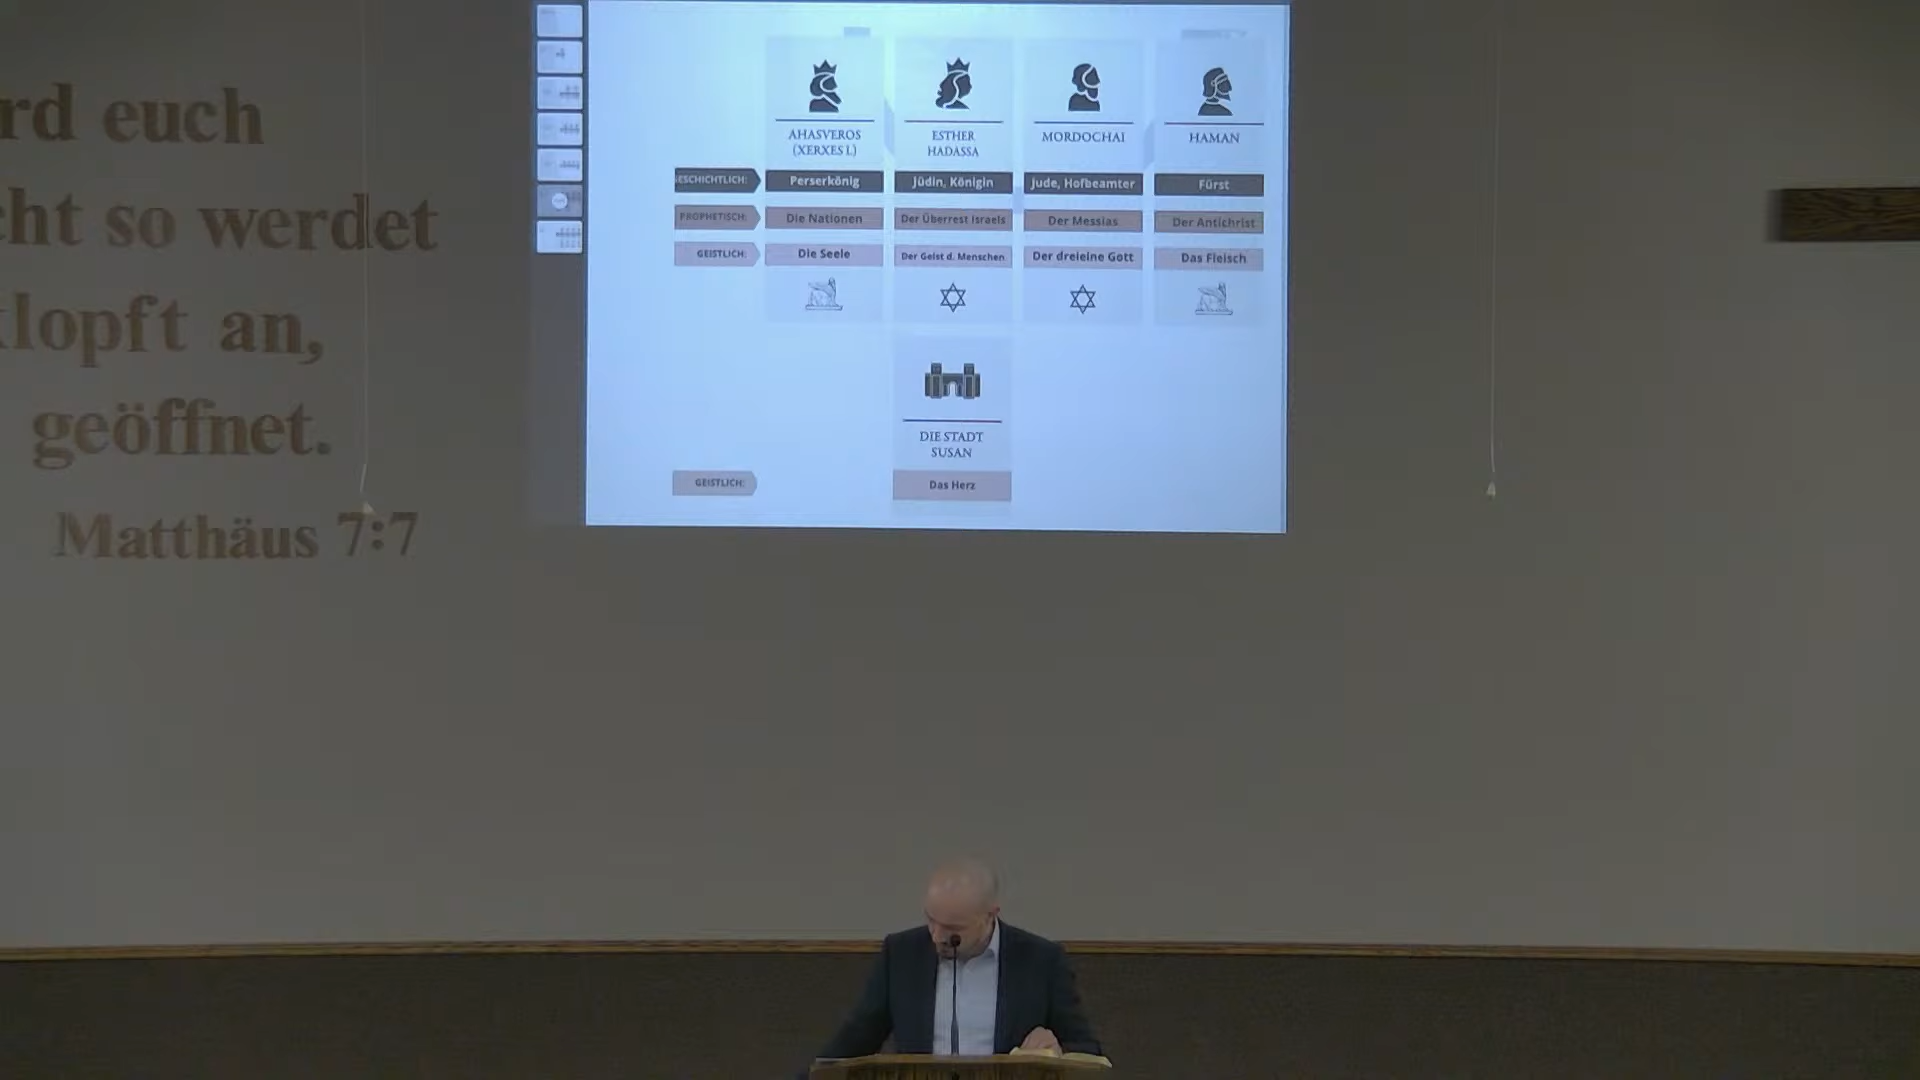 rd euch
cht so werdet
klopft an,
geöffnet.
Matthäus 7:7
AHASVEROS
(XERXES I.)
ESTHER
HADASSA
MORDOCHAI
HAMAN
GESCHICHTLICH:
Perserkönig
Jüdin, Königin
Jude, Hofbeamter
Fürst
PROPHETISCH:
Die Nationen
Der Überrest Israels
Der Messias
Der Antichrist
GEISTLICH:
Die Seele
Der Geist d. Menschen
Der dreieine Gott
Das Fleisch
DIE STADT
SUSAN
GEISTLICH:
Das Herz